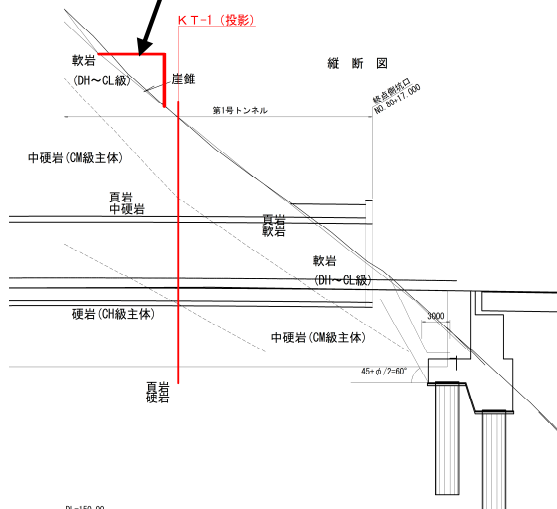 KT-1（投影）
軟岩
(DH～CL級)
崖錐
縦 断 図
終点側坑口
NO.80+17.000
第1号トンネル
中硬岩(CM級主体)
頁岩
中硬岩
頁岩
軟岩
軟岩
(DH～CL級)
硬岩(CH級主体)
3000
中硬岩(CM級主体)
45+φ/2=60°
頁岩
硬岩